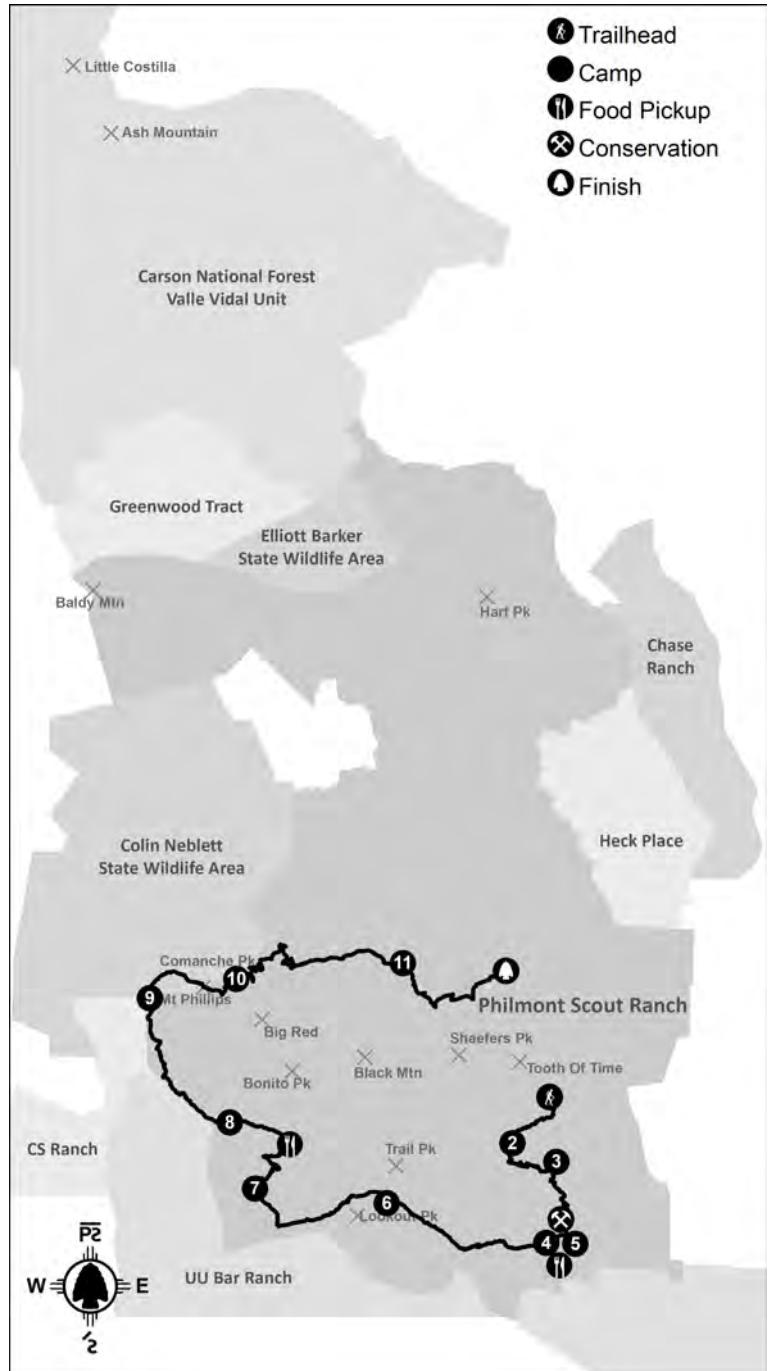 Trailhead
Camp
Food Pickup
Conservation
Finish
Little Costilla
Ash Mountain
Carson National Forest
Valle Vidal Unit
Greenwood Tract
Elliott Barker
State Wildlife Area
Baldy Mtn
Hart Pk
Chase
Ranch
Heck Place
Colin Neblett
State Wildlife Area
Comanche Pk
11
10
9
Mt Phillips
Philmont Scout Ranch
Big Red
Shaefers Pk
Black Mtn
Tooth Of Time
Bonito Pk
8
2
CS Ranch
Trail Pk
3
7
6
Lookout Pk
4
5
W
E
UU Bar Ranch